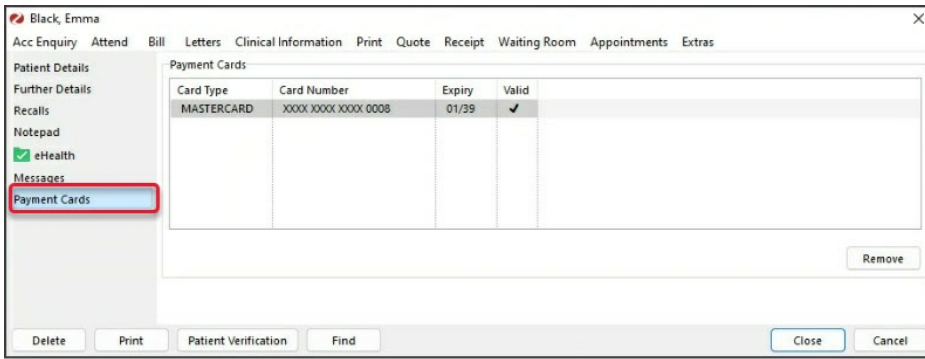 Black, Emma
Acc Enquiry Attend Bill Letters Clinical Information Print Quote Receipt Waiting Room Appointments Extras
Patient Details
Further Details
Recalls
Notepad
eHealth
Messages
Payment Cards
Payment Cards
Card Type Card Number Expiry Valid
MASTERCARD XXXX XXXX XXXX 0008 01/39 ✔
Remove
Delete Print Patient Verification Find Close Cancel